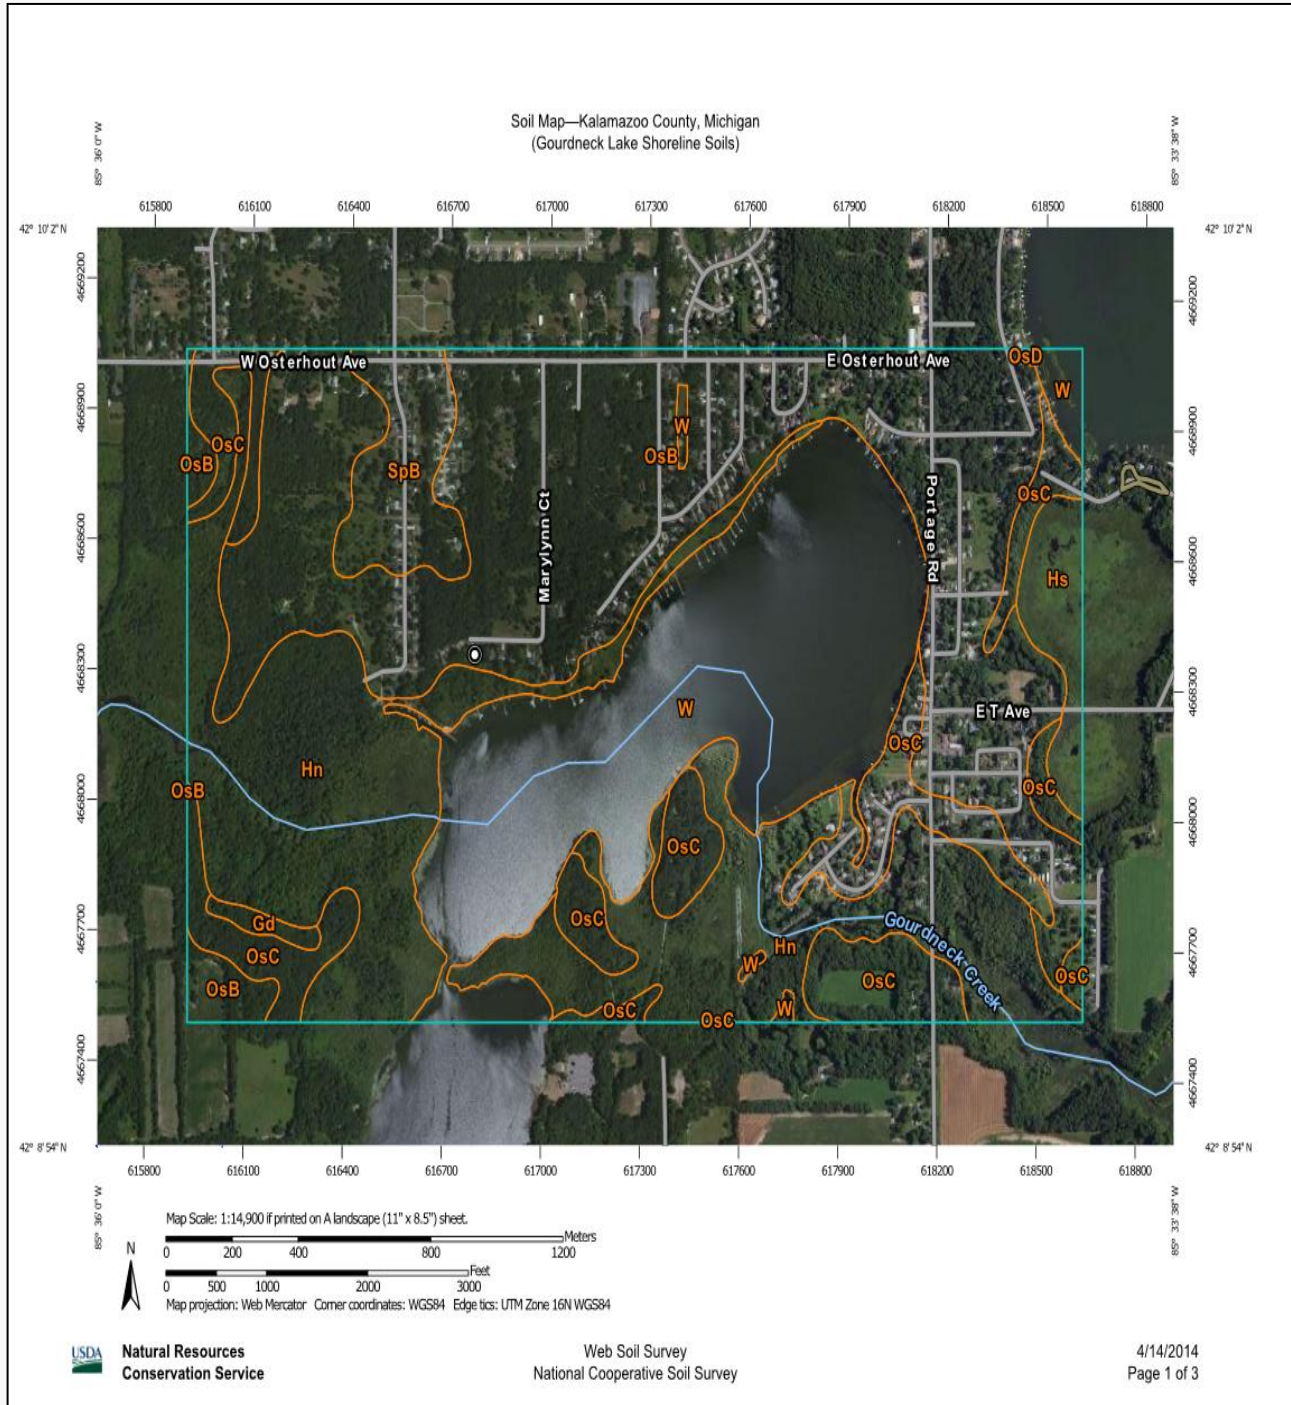 Soil Map—Kalamazoo County, Michigan
(Gourdneck Lake Shoreline Soils)
85° 36' 0" W
85° 33' 38" W
615800 616100 616400 616700 617000 617300 617600 617900 618200 618500 618800
42° 10' 2" N
42° 10' 2" N
4669200
4669200
W Osterhout Ave
E Osterhout Ave
OsD
W
4668900
4668900
OsC
OsB
SpB
W
OsB
Portage Rd
OsC
Marylynn Ct
4668600
4668600
Hs
4668300
4668300
W
E T Ave
OsC
Hn
OsB
OsC
4668000
4668000
OsC
OsC
Gd
4667700
4667700
Gourdneck Creek
Hn
OsC
W
OsC
OsC
OsB
OsC
W
OsC
4667400
4667400
42° 8' 54" N
42° 8' 54" N
615800 616100 616400 616700 617000 617300 617600 617900 618200 618500 618800
85° 36' 0" W
85° 33' 38" W
Map Scale: 1:14,900 if printed on A landscape (11" x 8.5") sheet.
Meters
N
0 200 400 800 1200
Feet
0 500 1000 2000 3000
Map projection: Web Mercator Corner coordinates: WGS84 Edge tics: UTM Zone 16N WGS84
USDA
Natural Resources
Conservation Service
Web Soil Survey
National Cooperative Soil Survey
4/14/2014
Page 1 of 3